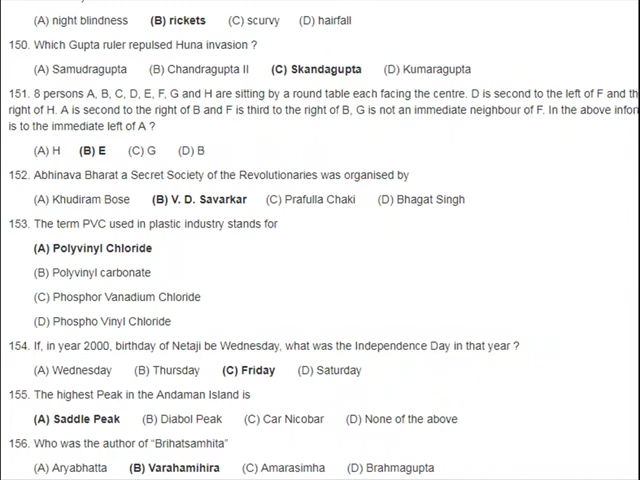 (A) night blindness (B) rickets (C) scurvy (D) hairfall
150. Which Gupta ruler repulsed Huna invasion ?
(A) Samudragupta (B) Chandragupta II (C) Skandagupta (D) Kumaragupta
151. 8 persons A, B, C, D, E, F, G and H are sitting by a round table each facing the centre. D is second to the left of F and th
right of H. A is second to the right of B and F is third to the right of B, G is not an immediate neighbour of F. In the above infor
is to the immediate left of A ?
(A) H (B) E (C) G (D) B
152. Abhinava Bharat a Secret Society of the Revolutionaries was organised by
(A) Khudiram Bose (B) V. D. Savarkar (C) Prafulla Chaki (D) Bhagat Singh
153. The term PVC used in plastic industry stands for
(A) Polyvinyl Chloride
(B) Polyvinyl carbonate
(C) Phosphor Vanadium Chloride
(D) Phospho Vinyl Chloride
154. If, in year 2000, birthday of Netaji be Wednesday, what was the Independence Day in that year ?
(A) Wednesday (B) Thursday (C) Friday (D) Saturday
155. The highest Peak in the Andaman Island is
(A) Saddle Peak (B) Diabol Peak (C) Car Nicobar (D) None of the above
156. Who was the author of “Brihatsamhita”
(A) Aryabhatta (B) Varahamihira (C) Amarasimha (D) Brahmagupta